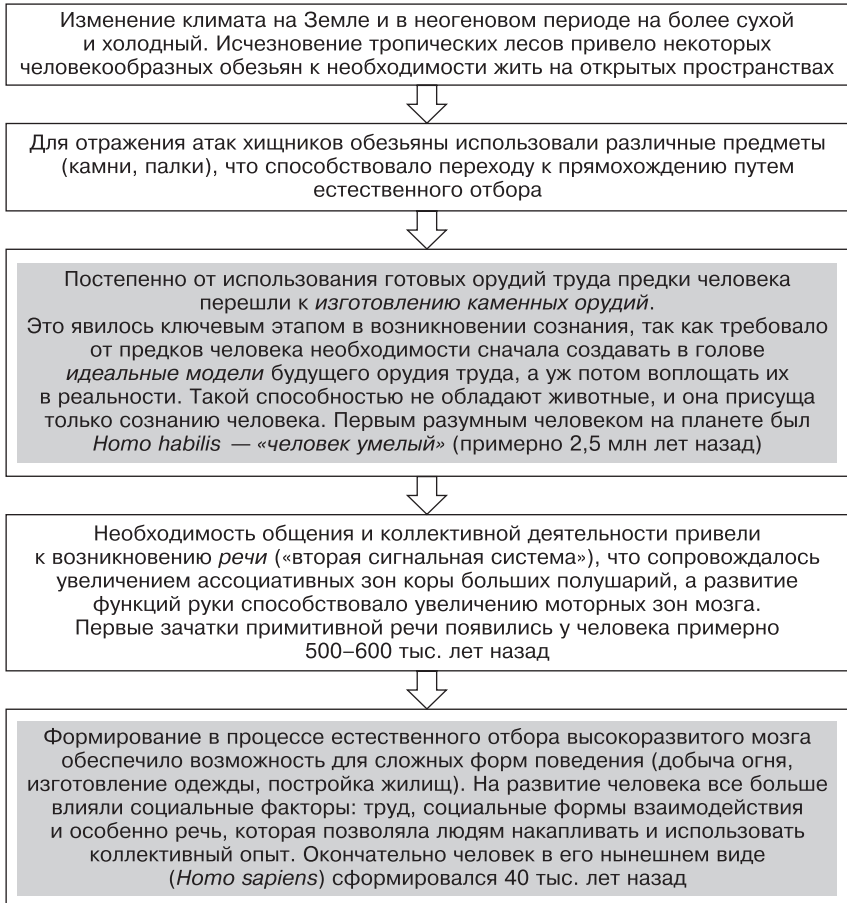 Изменение климата на Земле и в неогеновом периоде на более сухой
и холодный. Исчезновение тропических лесов привело некоторых
человекообразных обезьян к необходимости жить на открытых пространствах
Для отражения атак хищников обезьяны использовали различные предметы
(камни, палки), что способствовало переходу к прямохождению путем
естественного отбора
Постепенно от использования готовых орудий труда предки человека
перешли к изготовлению каменных орудий.
Это явилось ключевым этапом в возникновении сознания, так как требовало
от предков человека необходимости сначала создавать в голове
идеальные модели будущего орудия труда, а уж потом воплощать их
в реальности. Такой способностью не обладают животные, и она присуща
только сознанию человека. Первым разумным человеком на планете был
Homo habilis — «человек умелый» (примерно 2,5 млн лет назад)
Необходимость общения и коллективной деятельности привели
к возникновению речи («вторая сигнальная система»), что сопровождалось
увеличением ассоциативных зон коры больших полушарий, а развитие
функций руки способствовало увеличению моторных зон мозга.
Первые зачатки примитивной речи появились у человека примерно
500–600 тыс. лет назад
Формирование в процессе естественного отбора высокоразвитого мозга
обеспечило возможность для сложных форм поведения (добыча огня,
изготовление одежды, постройка жилищ). На развитие человека все больше
влияли социальные факторы: труд, социальные формы взаимодействия
и особенно речь, которая позволяла людям накапливать и использовать
коллективный опыт. Окончательно человек в его нынешнем виде
(Homo sapiens) сформировался 40 тыс. лет назад